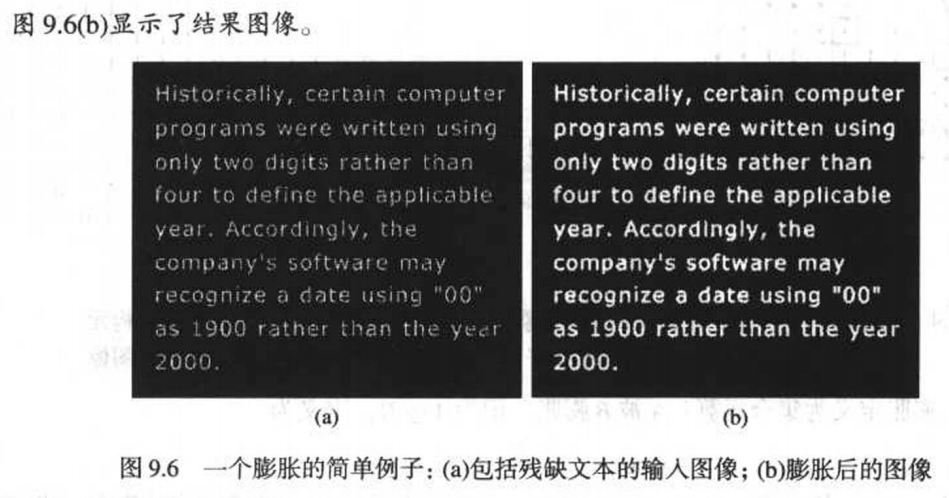 图 9.6(b)显示了结果图像。
Historically, certain computer
programs were written using
only two digits rather than
four to define the applicable
year. Accordingly, the
company's software may
recognize a date using "00"
as 1900 rather than the year
2000.
Historically, certain computer
programs were written using
only two digits rather than
four to define the applicable
year. Accordingly, the
company's software may
recognize a date using "00"
as 1900 rather than the year
2000.
(a)
(b)
图 9.6 一个膨胀的简单例子: (a)包括残缺文本的输入图像; (b)膨胀后的图像